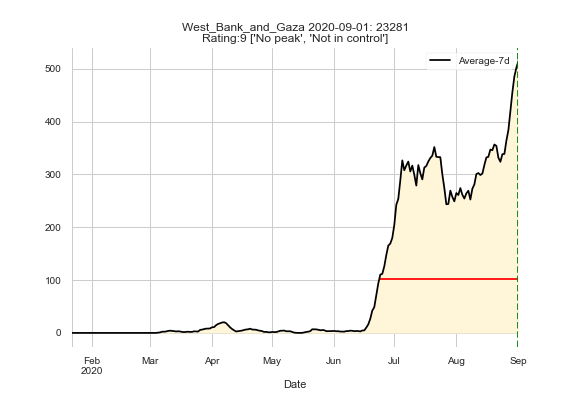 West_Bank_and_Gaza 2020-09-01: 23281
Rating:9 ['No peak', 'Not in control']
Average-7d
500
400
300
200
100
0
Feb Mar Apr May Jun Jul Aug Sep
2020
Date